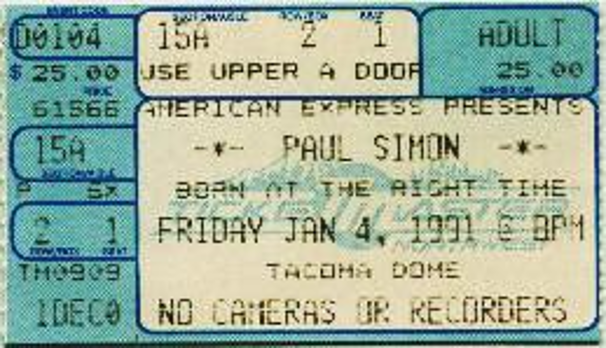 D0104 15A 2 1 ADULT
$ 25.00 USE UPPER A DOOR 25.00
61566 AMERICAN EXPRESS PRESENTS
15A -*- PAUL SIMON -*-
P SX BORN AT THE RIGHT TIME
2 1 FRIDAY JAN 4, 1991 @ 8PM
TM0909 TACOMA DOME
1DEC0 NO CAMERAS OR RECORDERS